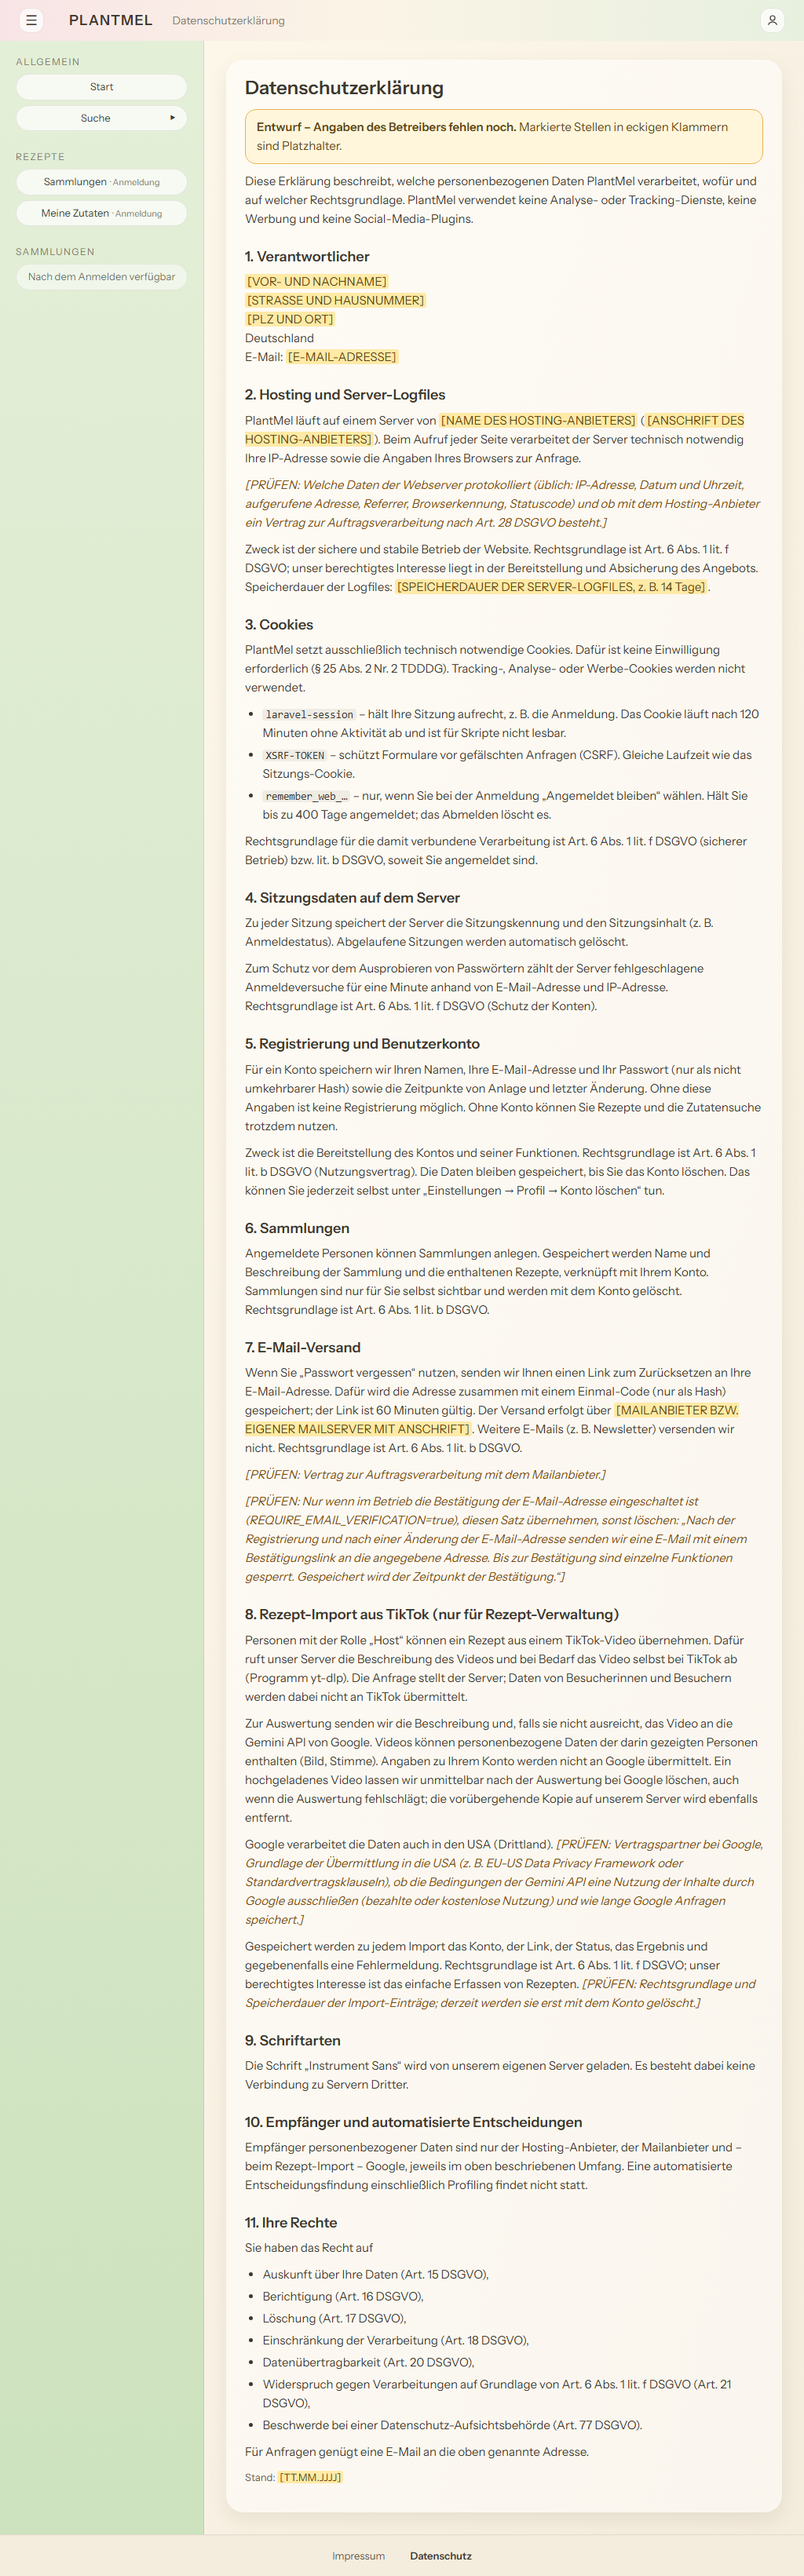 ☰ PLANTMEL Datenschutzerklärung
ALLGEMEIN
Start
Suche ▸
REZEPTE
Sammlungen · Anmeldung
Meine Zutaten · Anmeldung
SAMMLUNGEN
Nach dem Anmelden verfügbar
Datenschutzerklärung
Entwurf – Angaben des Betreibers fehlen noch. Markierte Stellen in eckigen Klammern
sind Platzhalter.
Diese Erklärung beschreibt, welche personenbezogenen Daten PlantMel verarbeitet, wofür und
auf welcher Rechtsgrundlage. PlantMel verwendet keine Analyse- oder Tracking-Dienste, keine
Werbung und keine Social-Media-Plugins.
1. Verantwortlicher
[VOR- UND NACHNAME]
[STRASSE UND HAUSNUMMER]
[PLZ UND ORT]
Deutschland
E-Mail: [E-MAIL-ADRESSE]
2. Hosting und Server-Logfiles
PlantMel läuft auf einem Server von [NAME DES HOSTING-ANBIETERS] ( [ANSCHRIFT DES
HOSTING-ANBIETERS] ). Beim Aufruf jeder Seite verarbeitet der Server technisch notwendig
Ihre IP-Adresse sowie die Angaben Ihres Browsers zur Anfrage.
[PRÜFEN: Welche Daten der Webserver protokolliert (üblich: IP-Adresse, Datum und Uhrzeit,
aufgerufene Adresse, Referrer, Browserkennung, Statuscode) und ob mit dem Hosting-Anbieter
ein Vertrag zur Auftragsverarbeitung nach Art. 28 DSGVO besteht.]
Zweck ist der sichere und stabile Betrieb der Website. Rechtsgrundlage ist Art. 6 Abs. 1 lit. f
DSGVO; unser berechtigtes Interesse liegt in der Bereitstellung und Absicherung des Angebots.
Speicherdauer der Logfiles: [SPEICHERDAUER DER SERVER-LOGFILES, z. B. 14 Tage] .
3. Cookies
PlantMel setzt ausschließlich technisch notwendige Cookies. Dafür ist keine Einwilligung
erforderlich (§ 25 Abs. 2 Nr. 2 TDDDG). Tracking-, Analyse- oder Werbe-Cookies werden nicht
verwendet.
• laravel-session – hält Ihre Sitzung aufrecht, z. B. die Anmeldung. Das Cookie läuft nach 120
Minuten ohne Aktivität ab und ist für Skripte nicht lesbar.
• XSRF-TOKEN – schützt Formulare vor gefälschten Anfragen (CSRF). Gleiche Laufzeit wie das
Sitzungs-Cookie.
• remember_web_… – nur, wenn Sie bei der Anmeldung „Angemeldet bleiben“ wählen. Hält Sie
bis zu 400 Tage angemeldet; das Abmelden löscht es.
Rechtsgrundlage für die damit verbundene Verarbeitung ist Art. 6 Abs. 1 lit. f DSGVO (sicherer
Betrieb) bzw. lit. b DSGVO, soweit Sie angemeldet sind.
4. Sitzungsdaten auf dem Server
Zu jeder Sitzung speichert der Server die Sitzungskennung und den Sitzungsinhalt (z. B.
Anmeldestatus). Abgelaufene Sitzungen werden automatisch gelöscht.
Zum Schutz vor dem Ausprobieren von Passwörtern zählt der Server fehlgeschlagene
Anmeldeversuche für eine Minute anhand von E-Mail-Adresse und IP-Adresse.
Rechtsgrundlage ist Art. 6 Abs. 1 lit. f DSGVO (Schutz der Konten).
5. Registrierung und Benutzerkonto
Für ein Konto speichern wir Ihren Namen, Ihre E-Mail-Adresse und Ihr Passwort (nur als nicht
umkehrbarer Hash) sowie die Zeitpunkte von Anlage und letzter Änderung. Ohne diese
Angaben ist keine Registrierung möglich. Ohne Konto können Sie Rezepte und die Zutatensuche
trotzdem nutzen.
Zweck ist die Bereitstellung des Kontos und seiner Funktionen. Rechtsgrundlage ist Art. 6 Abs. 1
lit. b DSGVO (Nutzungsvertrag). Die Daten bleiben gespeichert, bis Sie das Konto löschen. Das
können Sie jederzeit selbst unter „Einstellungen → Profil → Konto löschen“ tun.
6. Sammlungen
Angemeldete Personen können Sammlungen anlegen. Gespeichert werden Name und
Beschreibung der Sammlung und die enthaltenen Rezepte, verknüpft mit Ihrem Konto.
Sammlungen sind nur für Sie selbst sichtbar und werden mit dem Konto gelöscht.
Rechtsgrundlage ist Art. 6 Abs. 1 lit. b DSGVO.
7. E-Mail-Versand
Wenn Sie „Passwort vergessen“ nutzen, senden wir Ihnen einen Link zum Zurücksetzen an Ihre
E-Mail-Adresse. Dafür wird die Adresse zusammen mit einem Einmal-Code (nur als Hash)
gespeichert; der Link ist 60 Minuten gültig. Der Versand erfolgt über [MAILANBIETER BZW.
EIGENER MAILSERVER MIT ANSCHRIFT] . Weitere E-Mails (z. B. Newsletter) versenden wir
nicht. Rechtsgrundlage ist Art. 6 Abs. 1 lit. b DSGVO.
[PRÜFEN: Vertrag zur Auftragsverarbeitung mit dem Mailanbieter.]
[PRÜFEN: Nur wenn im Betrieb die Bestätigung der E-Mail-Adresse eingeschaltet ist
(REQUIRE_EMAIL_VERIFICATION=true), diesen Satz übernehmen, sonst löschen: „Nach der
Registrierung und nach einer Änderung der E-Mail-Adresse senden wir eine E-Mail mit einem
Bestätigungslink an die angegebene Adresse. Bis zur Bestätigung sind einzelne Funktionen
gesperrt. Gespeichert wird der Zeitpunkt der Bestätigung.“]
8. Rezept-Import aus TikTok (nur für Rezept-Verwaltung)
Personen mit der Rolle „Host“ können ein Rezept aus einem TikTok-Video übernehmen. Dafür
ruft unser Server die Beschreibung des Videos und bei Bedarf das Video selbst bei TikTok ab
(Programm yt-dlp). Die Anfrage stellt der Server; Daten von Besucherinnen und Besuchern
werden dabei nicht an TikTok übermittelt.
Zur Auswertung senden wir die Beschreibung und, falls sie nicht ausreicht, das Video an die
Gemini API von Google. Videos können personenbezogene Daten der darin gezeigten Personen
enthalten (Bild, Stimme). Angaben zu Ihrem Konto werden nicht an Google übermittelt. Ein
hochgeladenes Video lassen wir unmittelbar nach der Auswertung bei Google löschen, auch
wenn die Auswertung fehlschlägt; die vorübergehende Kopie auf unserem Server wird ebenfalls
entfernt.
Google verarbeitet die Daten auch in den USA (Drittland). [PRÜFEN: Vertragspartner bei Google,
Grundlage der Übermittlung in die USA (z. B. EU-US Data Privacy Framework oder
Standardvertragsklauseln), ob die Bedingungen der Gemini API eine Nutzung der Inhalte durch
Google ausschließen (bezahlte oder kostenlose Nutzung) und wie lange Google Anfragen
speichert.]
Gespeichert werden zu jedem Import das Konto, der Link, der Status, das Ergebnis und
gegebenenfalls eine Fehlermeldung. Rechtsgrundlage ist Art. 6 Abs. 1 lit. f DSGVO; unser
berechtigtes Interesse ist das einfache Erfassen von Rezepten. [PRÜFEN: Rechtsgrundlage und
Speicherdauer der Import-Einträge; derzeit werden sie erst mit dem Konto gelöscht.]
9. Schriftarten
Die Schrift „Instrument Sans“ wird von unserem eigenen Server geladen. Es besteht dabei keine
Verbindung zu Servern Dritter.
10. Empfänger und automatisierte Entscheidungen
Empfänger personenbezogener Daten sind nur der Hosting-Anbieter, der Mailanbieter und –
beim Rezept-Import – Google, jeweils im oben beschriebenen Umfang. Eine automatisierte
Entscheidungsfindung einschließlich Profiling findet nicht statt.
11. Ihre Rechte
Sie haben das Recht auf
• Auskunft über Ihre Daten (Art. 15 DSGVO),
• Berichtigung (Art. 16 DSGVO),
• Löschung (Art. 17 DSGVO),
• Einschränkung der Verarbeitung (Art. 18 DSGVO),
• Datenübertragbarkeit (Art. 20 DSGVO),
• Widerspruch gegen Verarbeitungen auf Grundlage von Art. 6 Abs. 1 lit. f DSGVO (Art. 21
DSGVO),
• Beschwerde bei einer Datenschutz-Aufsichtsbehörde (Art. 77 DSGVO).
Für Anfragen genügt eine E-Mail an die oben genannte Adresse.
Stand: [TT.MM.JJJJ]
Impressum Datenschutz